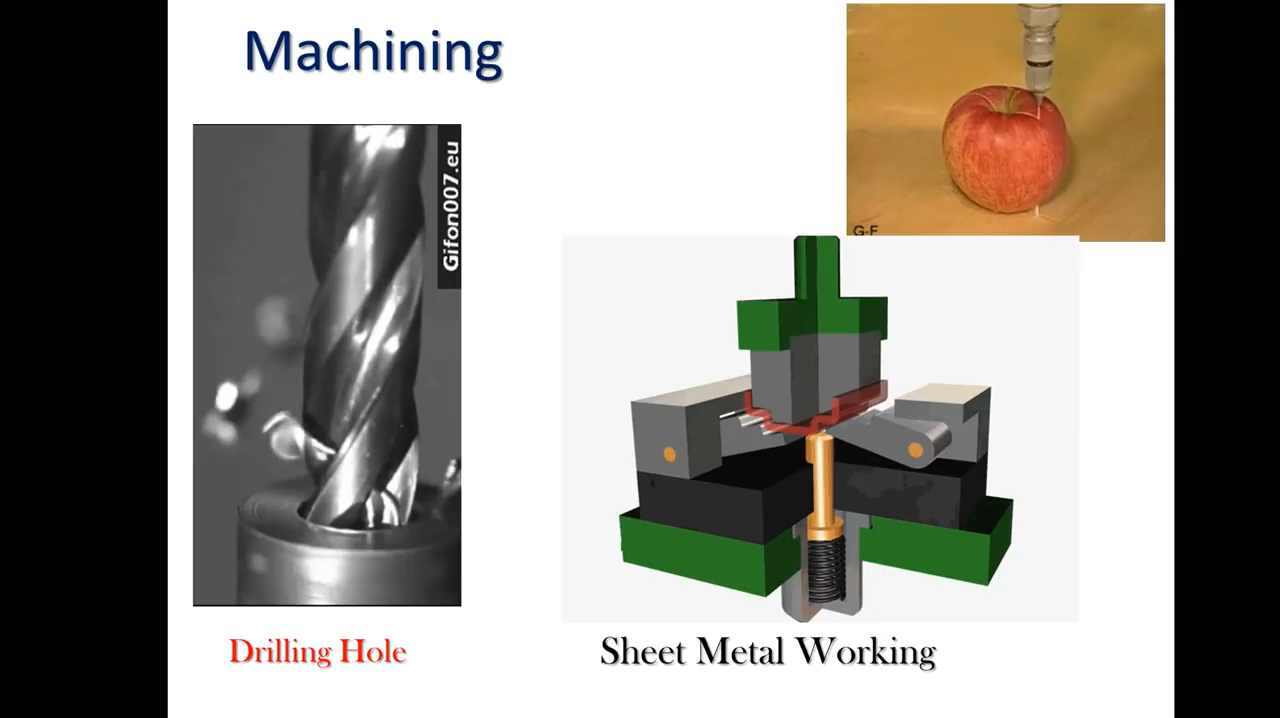 Machining
Gifon007.eu
G-F
Drilling Hole
Sheet Metal Working